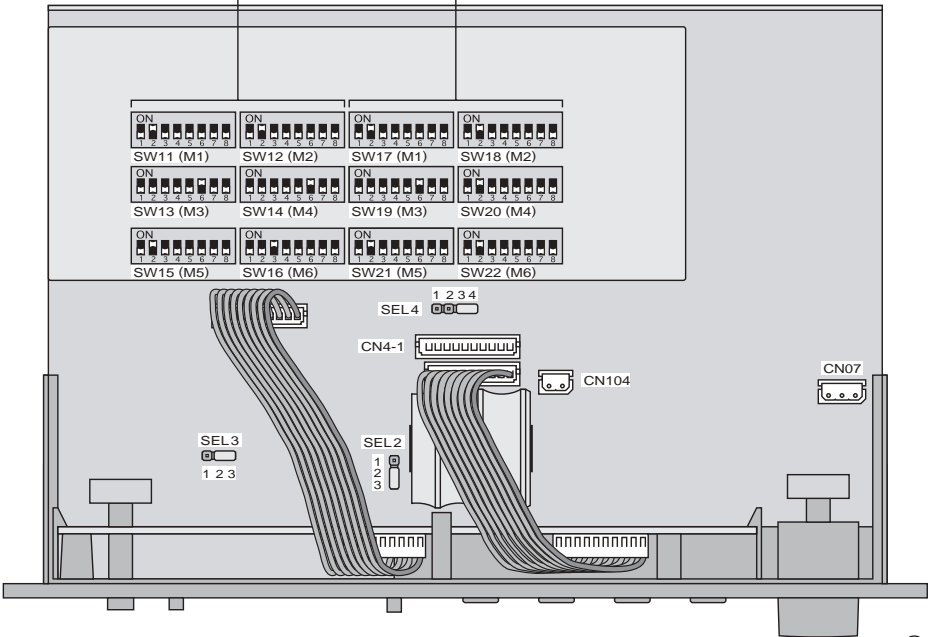 ON ON ON ON
1 2 3 4 5 6 7 8 1 2 3 4 5 6 7 8 1 2 3 4 5 6 7 8 1 2 3 4 5 6 7 8
SW11 (M1) SW12 (M2) SW17 (M1) SW18 (M2)
ON ON ON ON
1 2 3 4 5 6 7 8 1 2 3 4 5 6 7 8 1 2 3 4 5 6 7 8 1 2 3 4 5 6 7 8
SW13 (M3) SW14 (M4) SW19 (M3) SW20 (M4)
ON ON ON ON
1 2 3 4 5 6 7 8 1 2 3 4 5 6 7 8 1 2 3 4 5 6 7 8 1 2 3 4 5 6 7 8
SW15 (M5) SW16 (M6) SW21 (M5) SW22 (M6)
1 2 3 4
SEL4
CN4-1
CN104
CN07
SEL3
1 2 3
SEL2
1
2
3